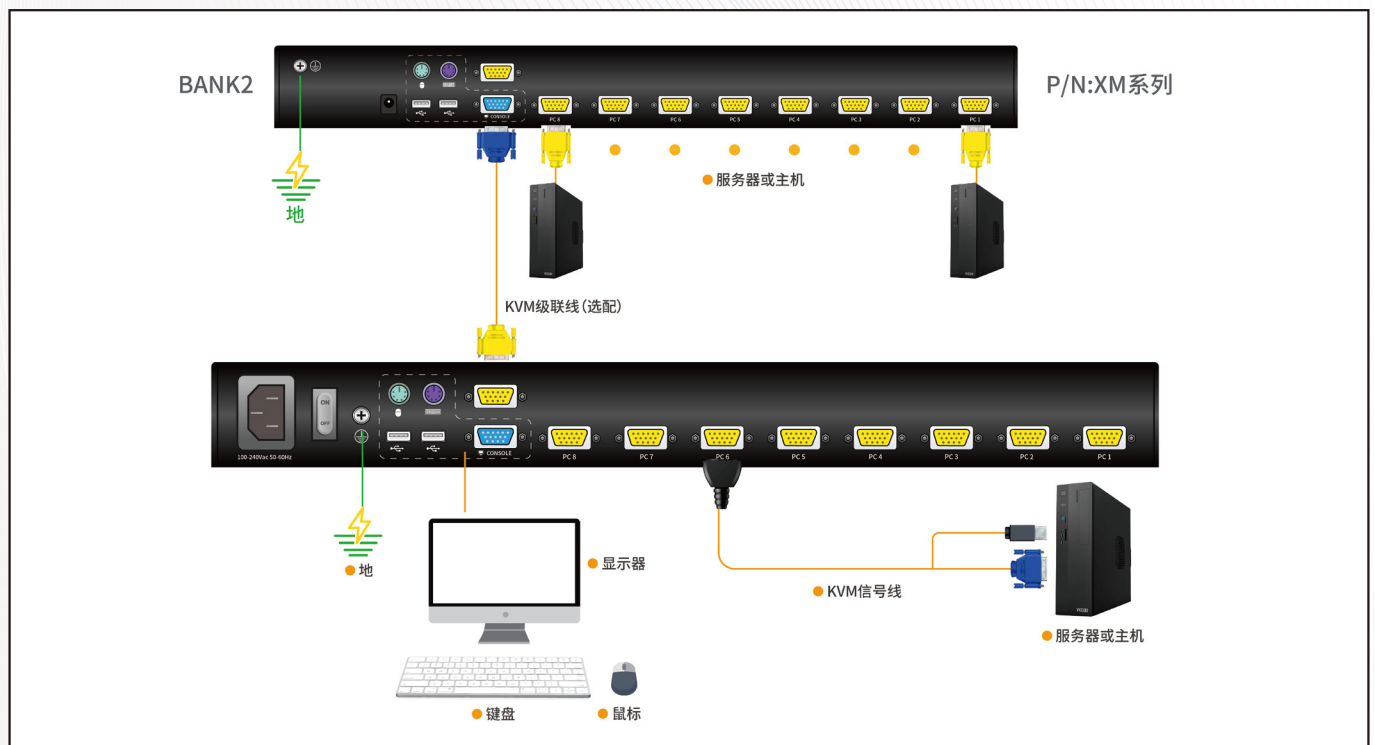 BANK2
P/N:XM系列
CONSOLE
PC 8
PC 7
PC 6
PC 5
PC 4
PC 3
PC 2
PC 1
服务器或主机
地
KVM级联线(选配)
ON
OFF
100-240Vac 50-60Hz
CONSOLE
PC 8
PC 7
PC 6
PC 5
PC 4
PC 3
PC 2
PC 1
地
显示器
KVM信号线
服务器或主机
键盘
鼠标